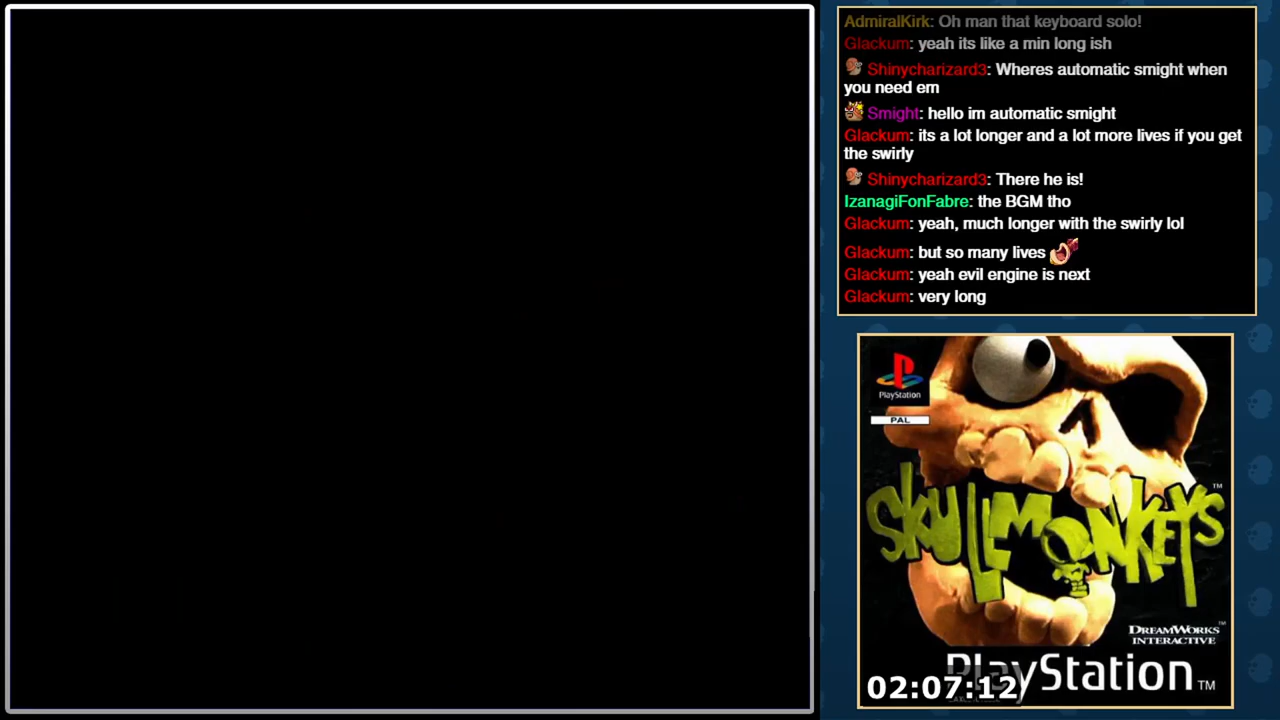 AdmiralKirk: Oh man that keyboard solo!
Glackum: yeah its like a min long ish
Shinycharizard3: Wheres automatic smight when
you need em
Smight: hello im automatic smight
Glackum: its a lot longer and a lot more lives if you get
the swirly
Shinycharizard3: There he is!
IzanagiFonFabre: the BGM tho
Glackum: yeah, much longer with the swirly lol
Glackum: but so many lives
Glackum: yeah evil engine is next
Glackum: very long
PlayStation
PAL
SKULLMONKEYS™
DREAMWORKS™
INTERACTIVE
PlayStation™
02:07:12